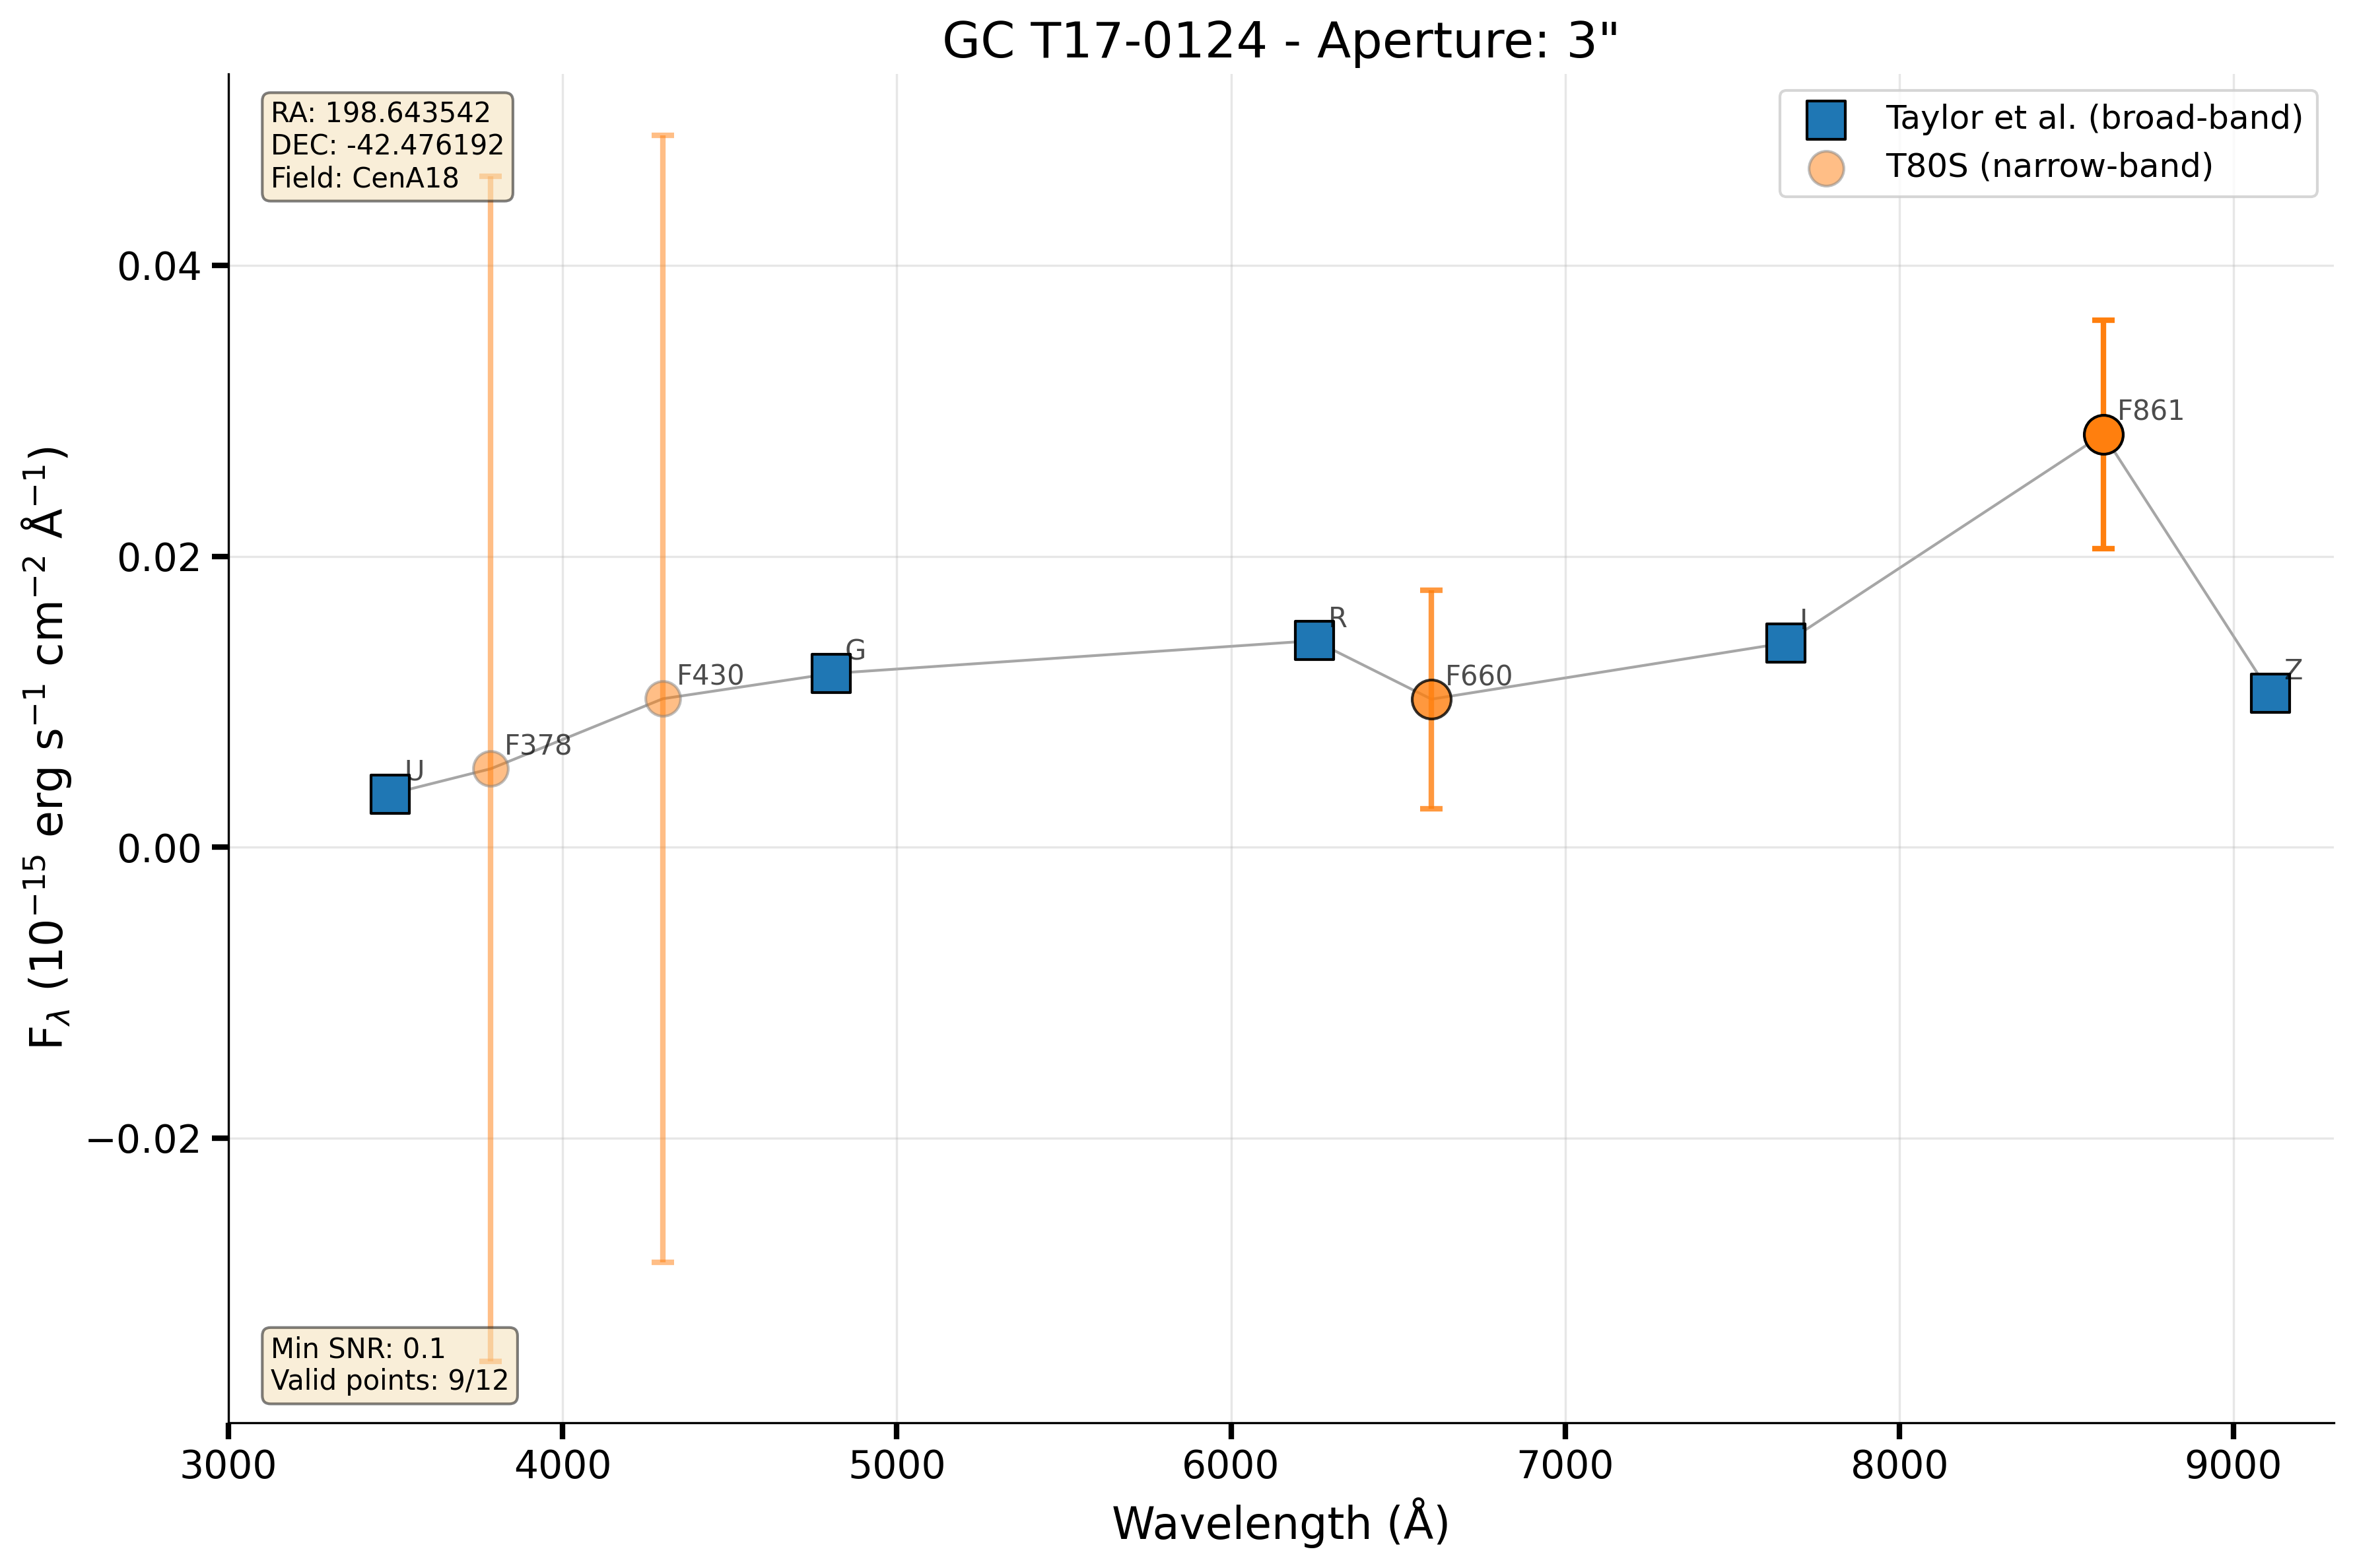 GC T17-0124 - Aperture: 3"
RA: 198.643542
DEC: -42.476192
Field: CenA18
Taylor et al. (broad-band)
T80S (narrow-band)
0.04
0.02
0.00
−0.02
F_λ (10⁻¹⁵ erg s⁻¹ cm⁻² Å⁻¹)
U
F378
F430
G
R
F660
I
F861
Z
Min SNR: 0.1
Valid points: 9/12
3000 4000 5000 6000 7000 8000 9000
Wavelength (Å)